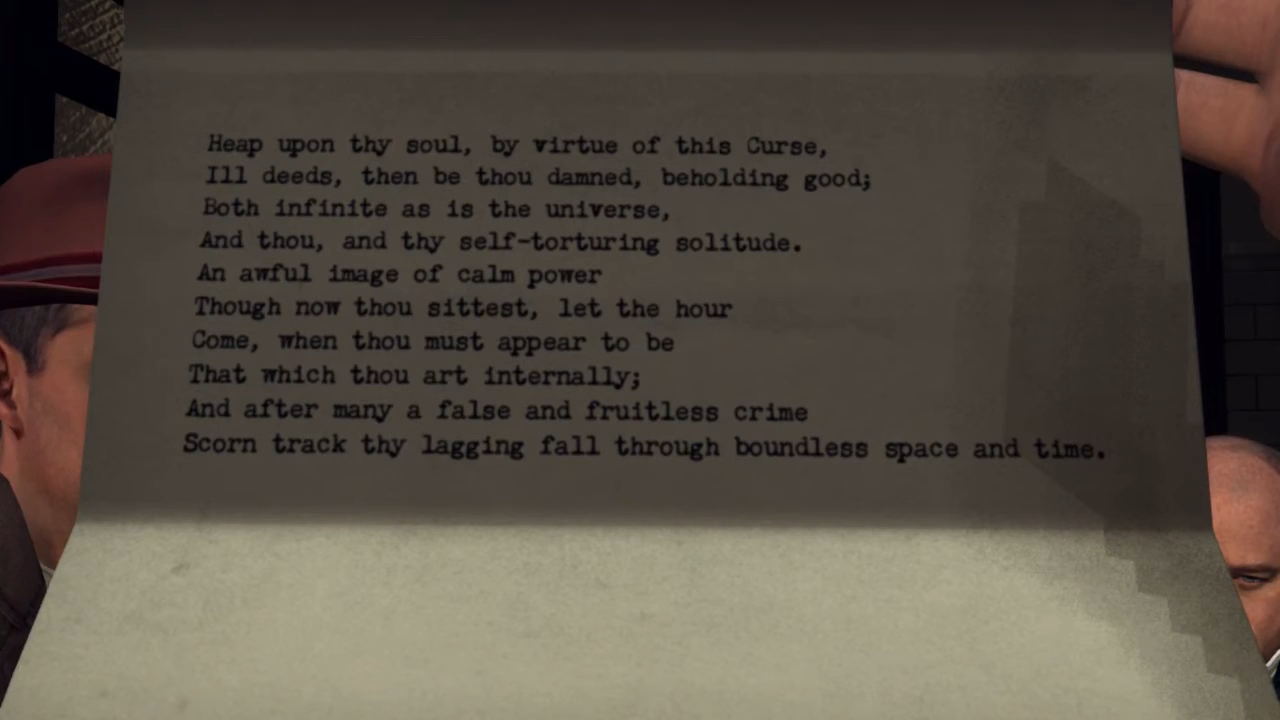 Heap upon thy soul, by virtue of this Curse,
Ill deeds, then be thou damned, beholding good;
Both infinite as is the universe,
And thou, and thy self-torturing solitude.
An awful image of calm power
Though now thou sittest, let the hour
Come, when thou must appear to be
That which thou art internally;
And after many a false and fruitless crime
Scorn track thy lagging fall through boundless space and time.